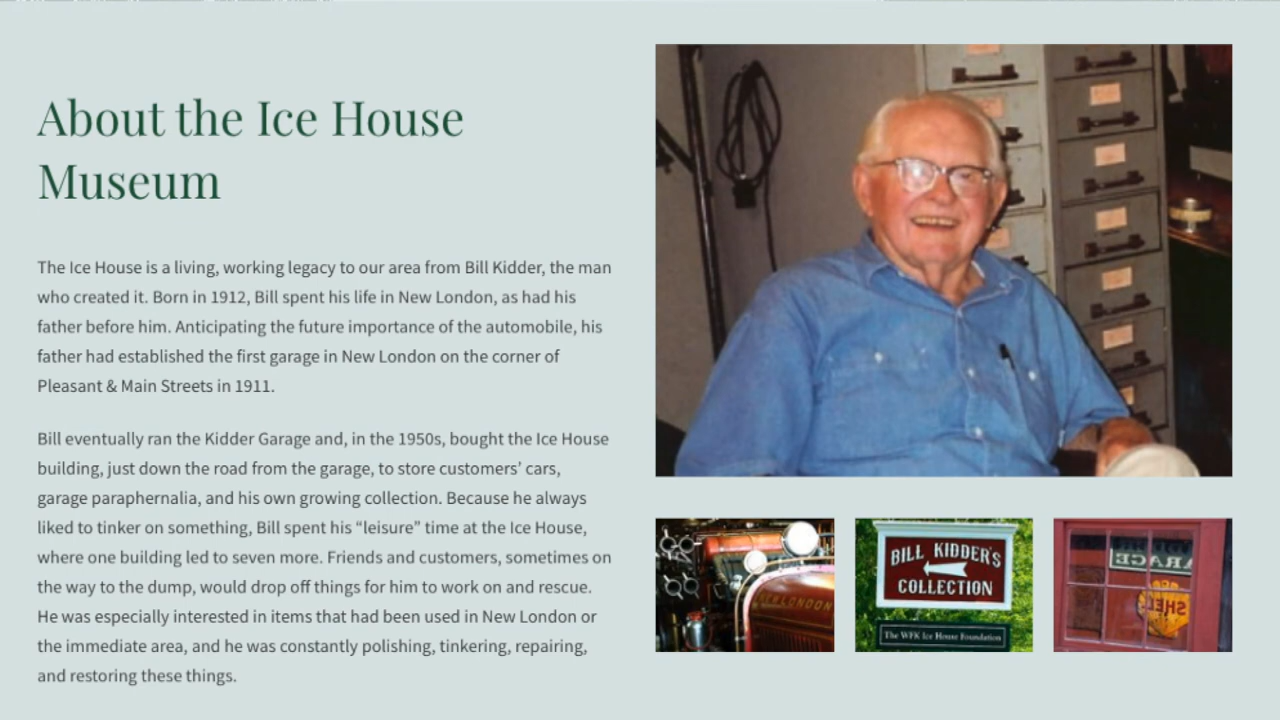 About the Ice House
Museum
The Ice House is a living, working legacy to our area from Bill Kidder, the man
who created it. Born in 1912, Bill spent his life in New London, as had his
father before him. Anticipating the future importance of the automobile, his
father had established the first garage in New London on the corner of
Pleasant & Main Streets in 1911.
Bill eventually ran the Kidder Garage and, in the 1950s, bought the Ice House
building, just down the road from the garage, to store customers’ cars,
garage paraphernalia, and his own growing collection. Because he always
liked to tinker on something, Bill spent his “leisure” time at the Ice House,
where one building led to seven more. Friends and customers, sometimes on
the way to the dump, would drop off things for him to work on and rescue.
He was especially interested in items that had been used in New London or
the immediate area, and he was constantly polishing, tinkering, repairing,
and restoring these things.
NEW LONDON
BILL KIDDER'S
COLLECTION
The WFK Ice House Foundation
GARAGE
SHELL